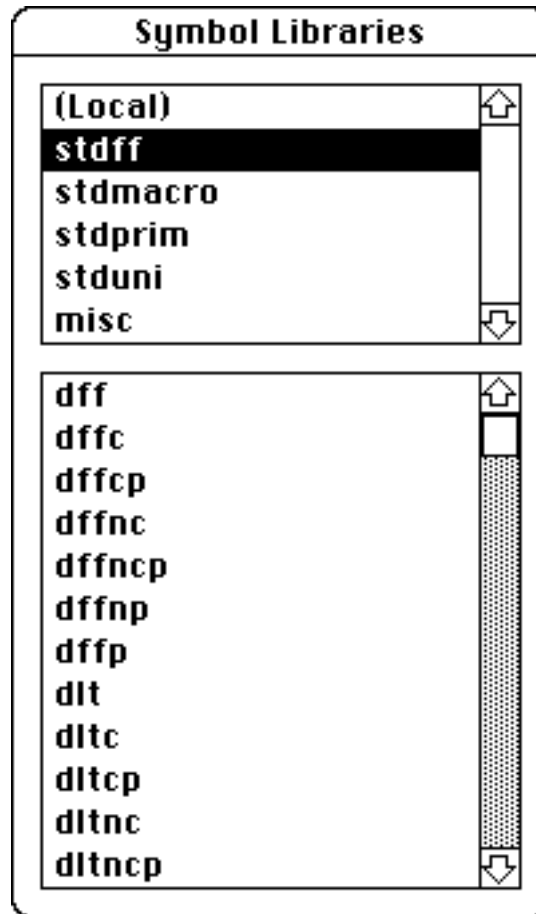 Symbol Libraries
(Local)
stdff
stdmacro
stdprim
stduni
misc
dff
dffc
dffcp
dffnc
dffncp
dffnp
dffp
dlt
dltc
dltcp
dltnc
dltncp